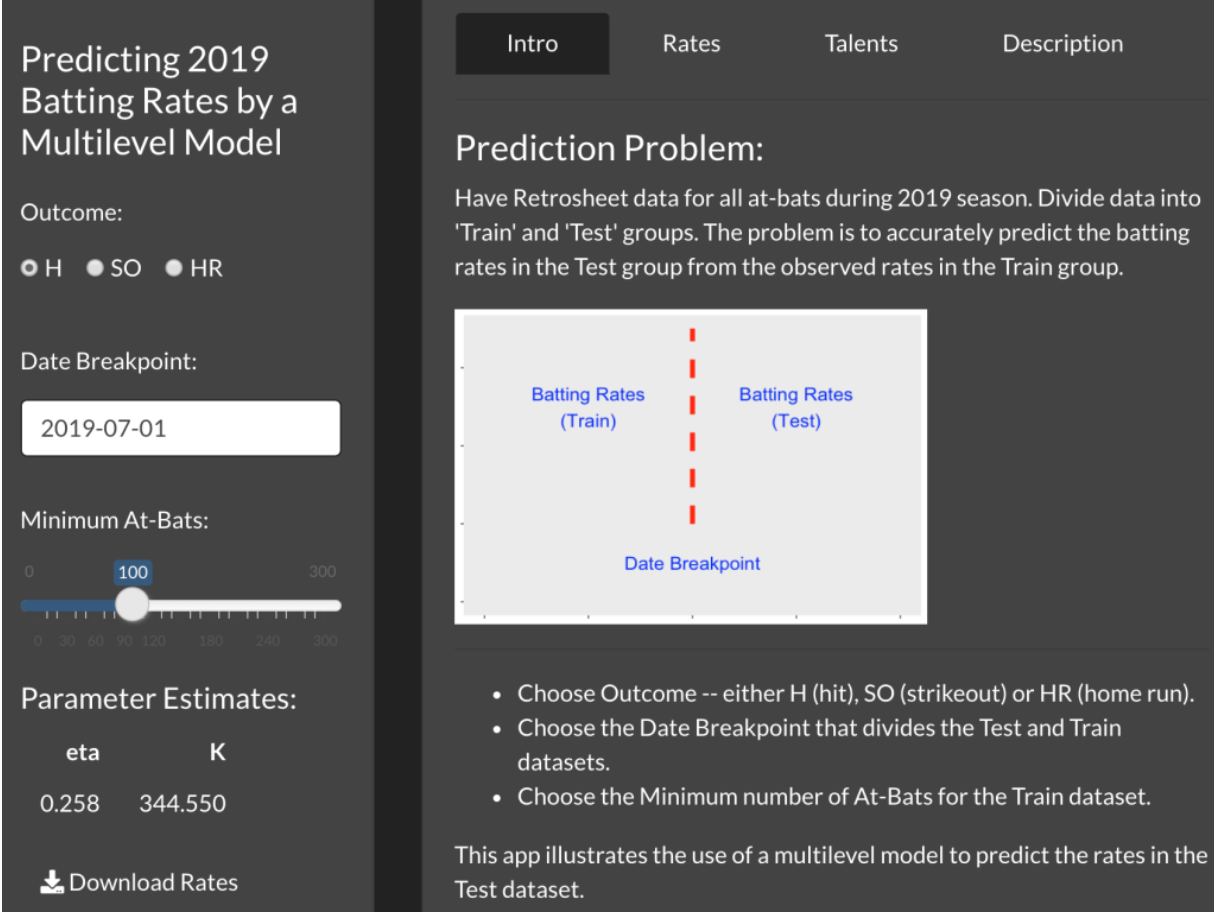 Predicting 2019
Batting Rates by a
Multilevel Model
Outcome:
H SO HR
Date Breakpoint:
2019-07-01
Minimum At-Bats:
0 100 300
0 30 60 90 120 180 240 300
Parameter Estimates:
eta K
0.258 344.550
Download Rates
Intro Rates Talents Description
Prediction Problem:
Have Retrosheet data for all at-bats during 2019 season. Divide data into
'Train' and 'Test' groups. The problem is to accurately predict the batting
rates in the Test group from the observed rates in the Train group.
Batting Rates
(Train)
Batting Rates
(Test)
Date Breakpoint
• Choose Outcome -- either H (hit), SO (strikeout) or HR (home run).
• Choose the Date Breakpoint that divides the Test and Train
datasets.
• Choose the Minimum number of At-Bats for the Train dataset.
This app illustrates the use of a multilevel model to predict the rates in the
Test dataset.